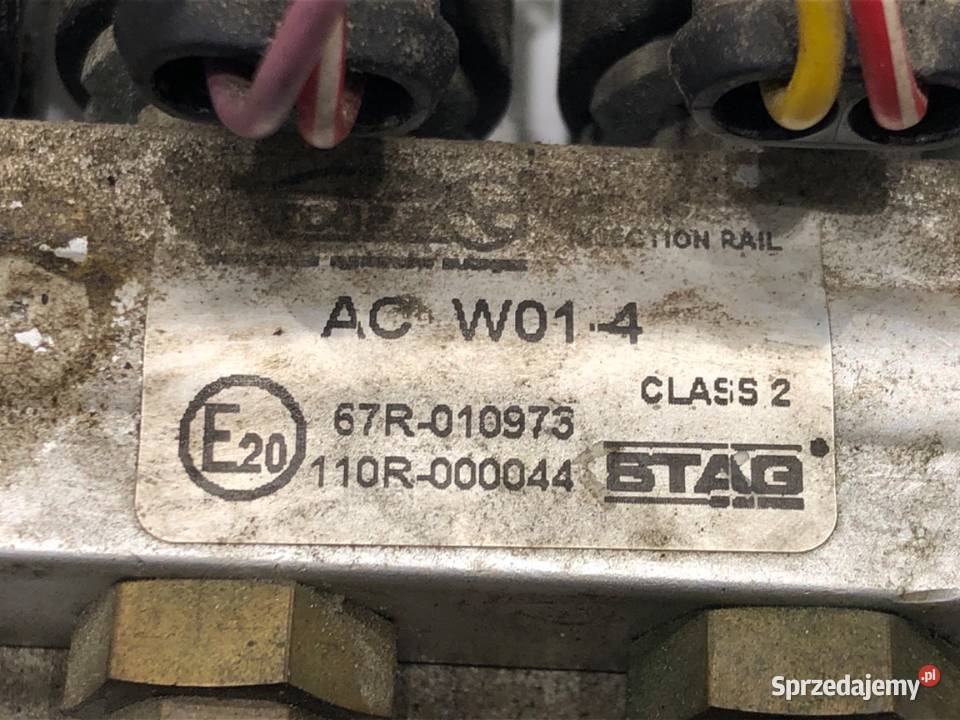 INJECTION RAIL
AC W01-4
CLASS 2
E20
67R-010973
110R-000044
STAG
Sprzedajemy.pl